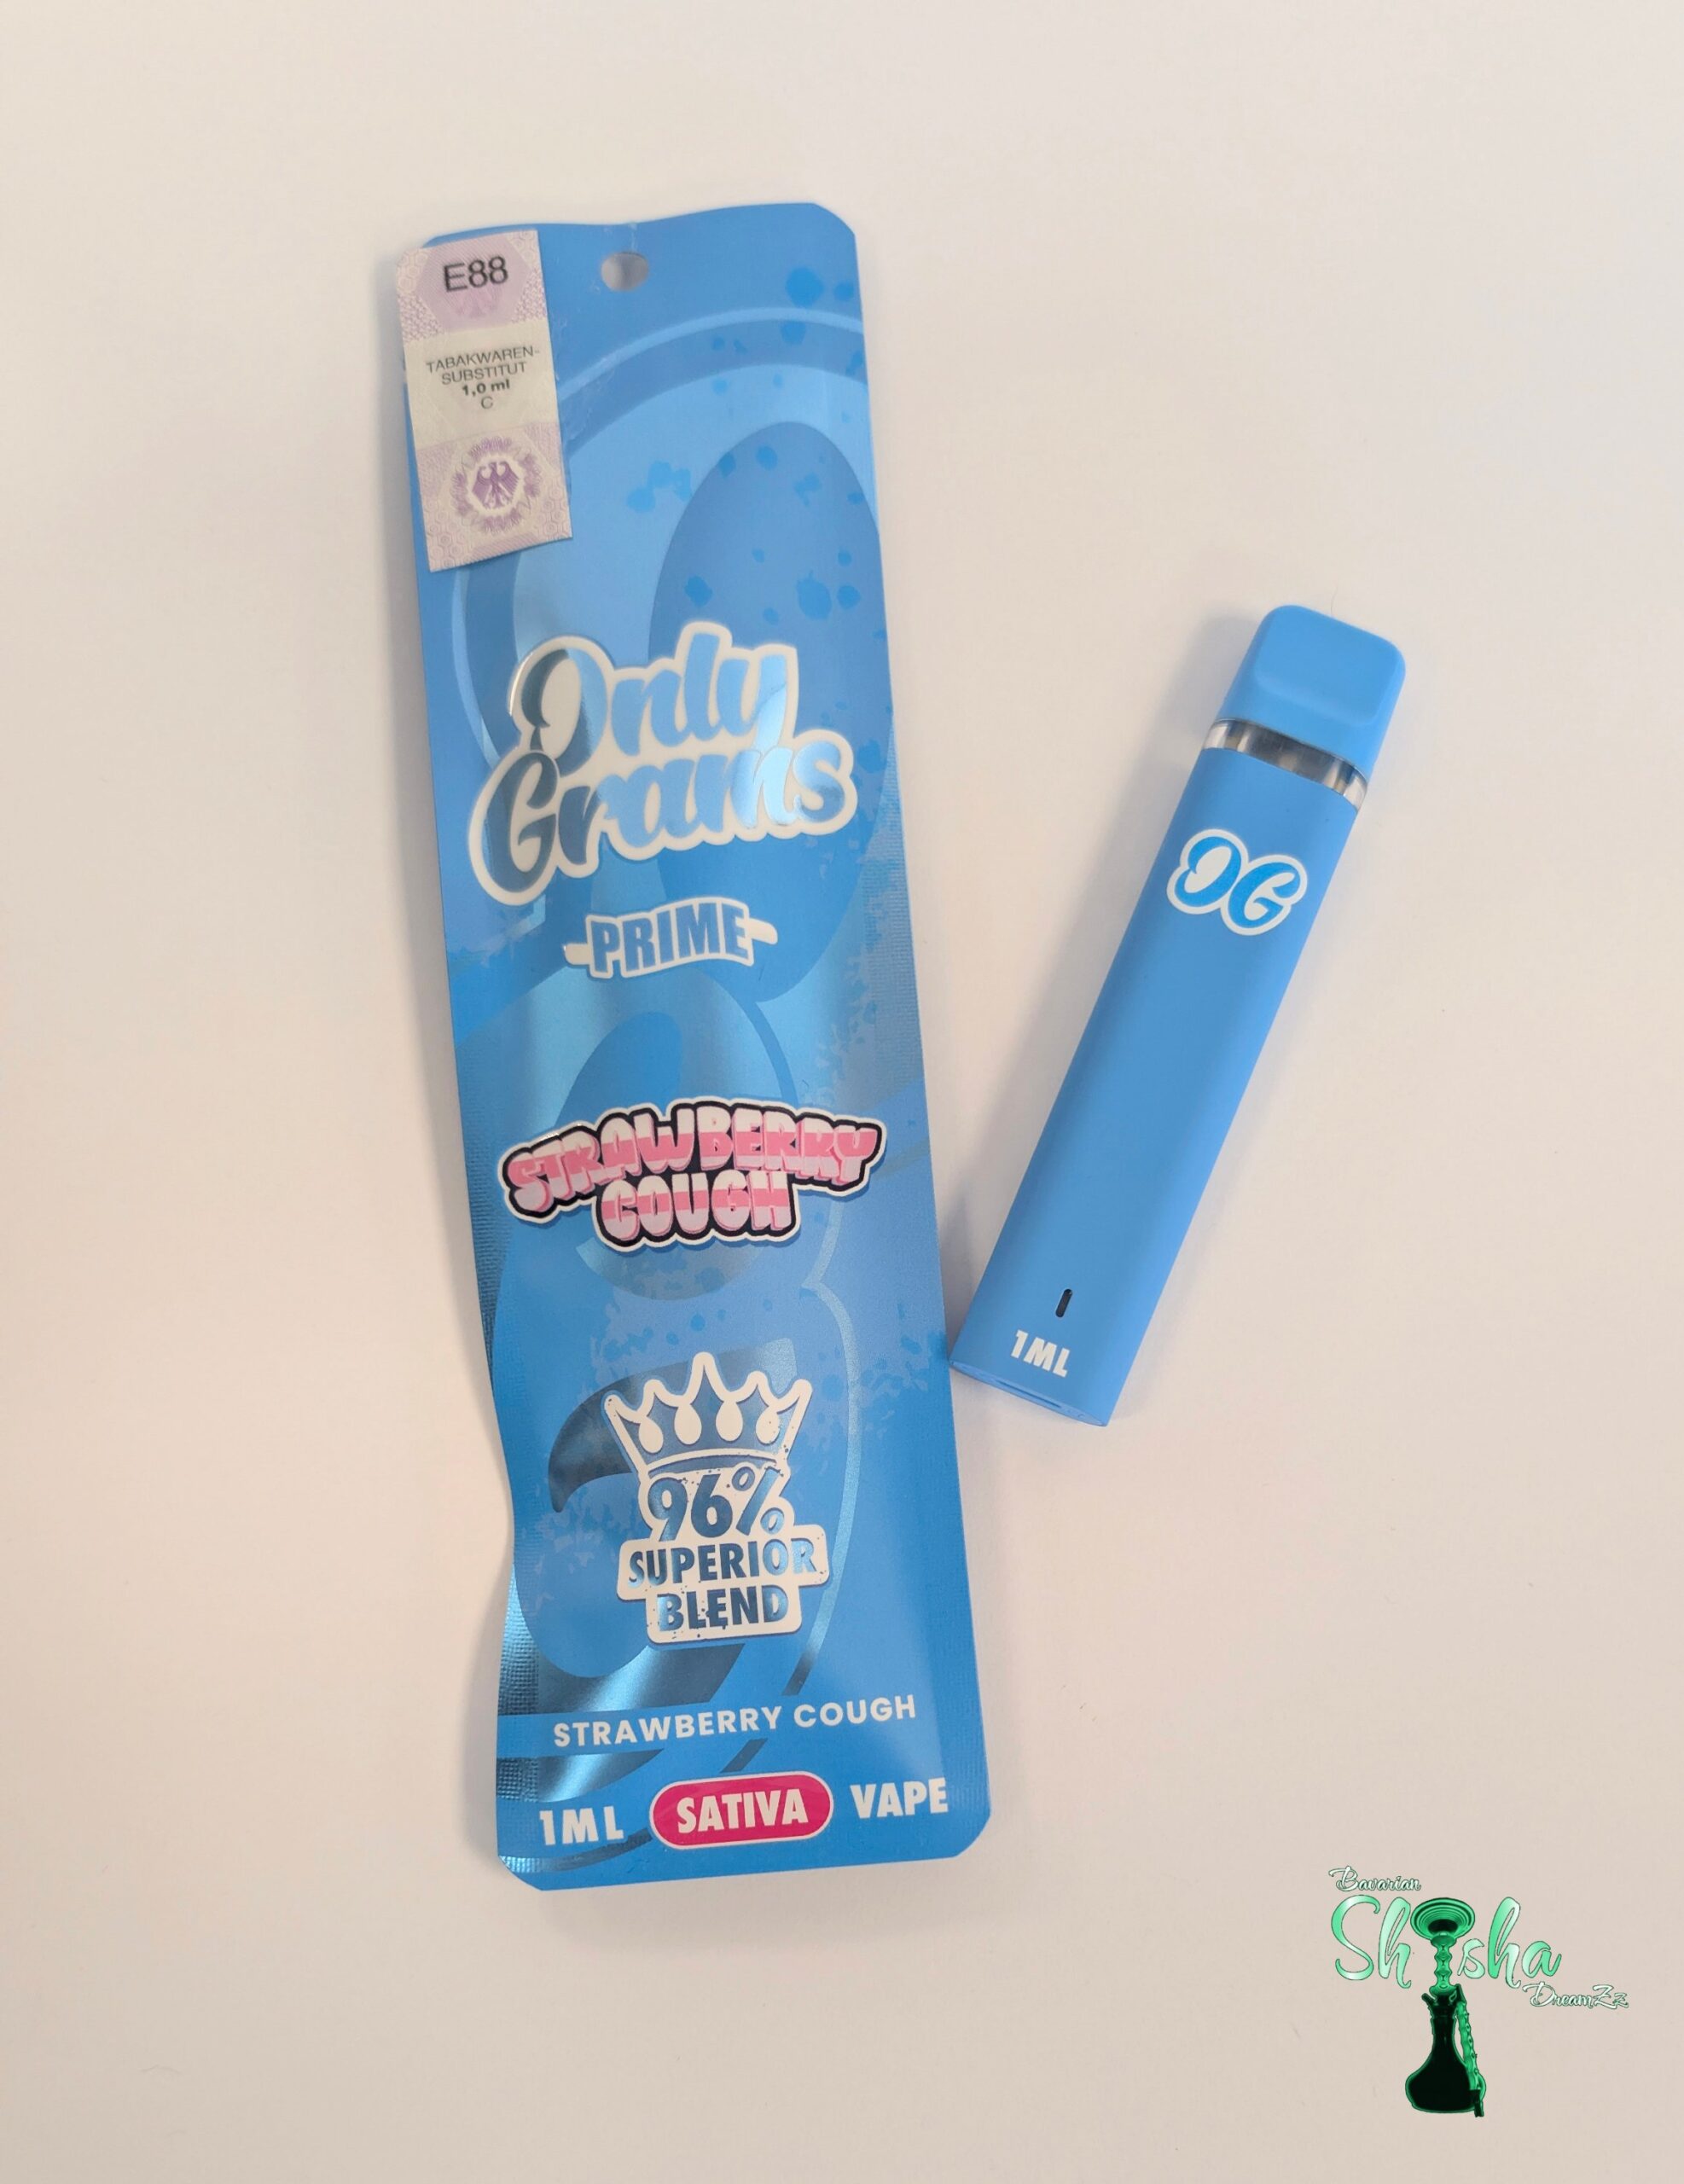 E88
TABAKWAREN-
SUBSTITUT
1,0 ml
C
Only
Grams
PRIME
STRAWBERRY
COUGH
96%
SUPERIOR
BLEND
STRAWBERRY COUGH
1ML SATIVA VAPE
OG
1ML
Bavarian
Shisha
DreamZz